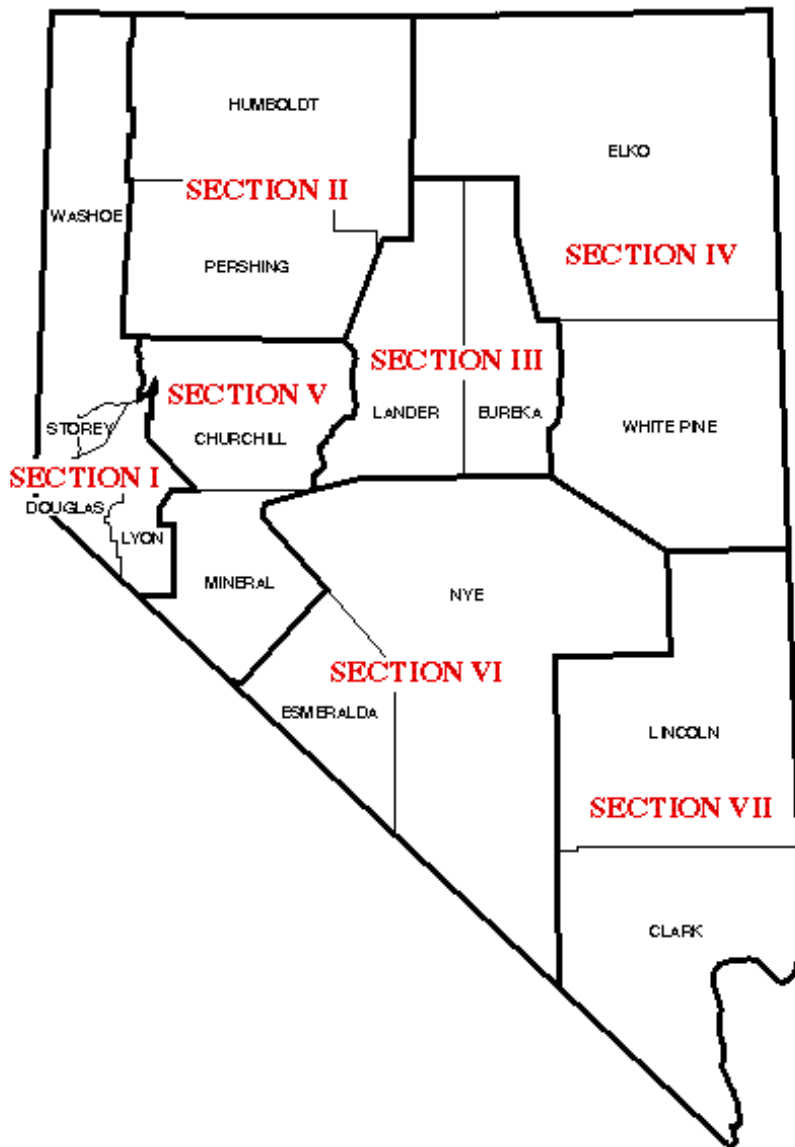 HUMBOLDT
ELKO
SECTION II
WASHOE
SECTION IV
PERSHING
SECTION III
SECTION V
LANDER
EUREKA
STOREY
CHURCHILL
WHITE PINE
SECTION I
DOUGLAS
LYON
MINERAL
NYE
SECTION VI
ESMERALDA
LINCOLN
SECTION VII
CLARK